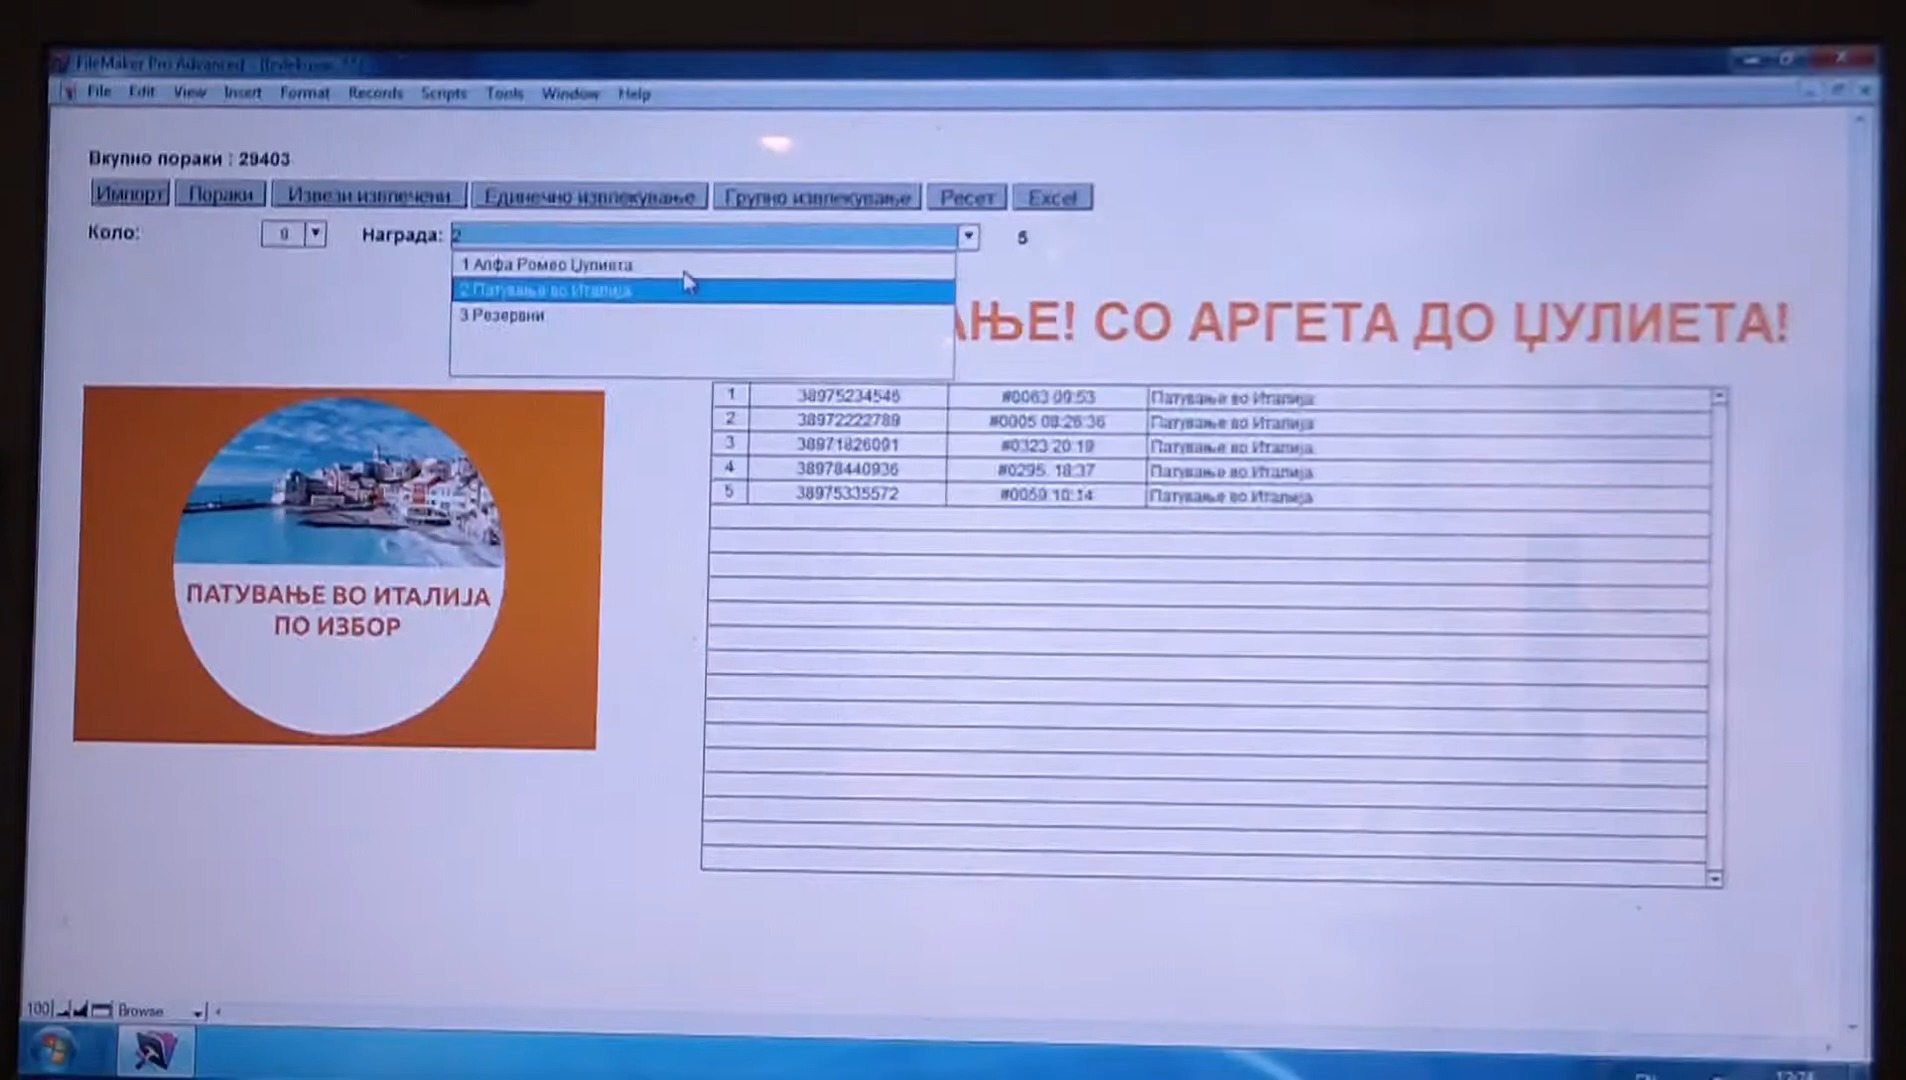 FileMaker Pro Advanced - [
File Edit View Insert Format Records Scripts Tools Window Help
Вкупно пораки : 29403
Импорт Пораки Извези извлечени Единечно извлекување Групно извлекување Ресет Excel
Коло: 9 Награда: 2 5
1 Алфа Ромео Џулиета
2 Патување во Италија
3 Резервни
АЊЕ! СО АРГЕТА ДО ЏУЛИЕТА!
1 38975234546 #0063 09:53 Патување во Италија
2 38972222789 #0005 08:26:36 Патување во Италија
3 38971826091 #0323 20:19 Патување во Италија
4 38978440936 #0295. 18:37 Патување во Италија
5 38975335572 #0059 10:14 Патување во Италија
ПАТУВАЊЕ ВО ИТАЛИЈА
ПО ИЗБОР
100 Browse